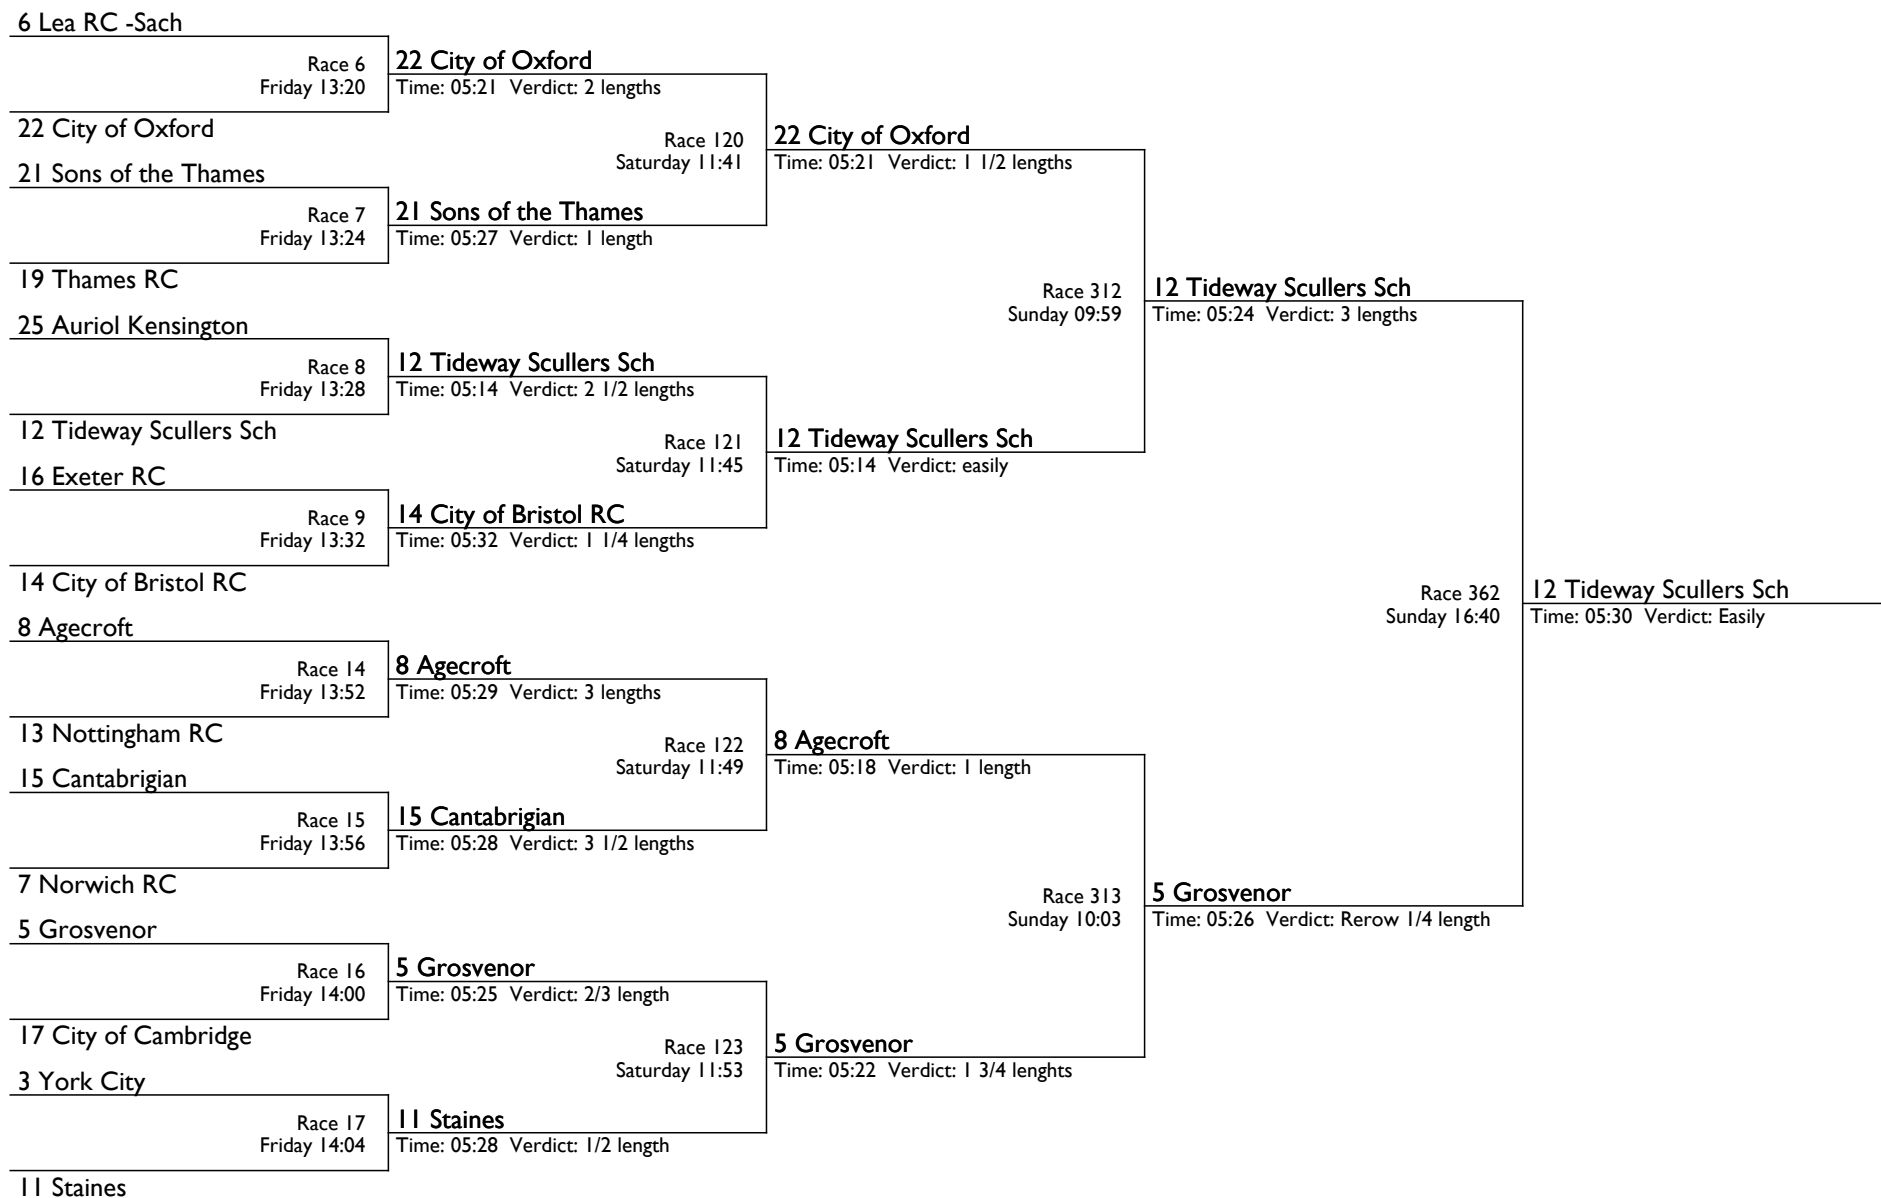 6 Lea RC -Sach
Race 6
Friday 13:20
22 City of Oxford
Time: 05:21 Verdict: 2 lengths
22 City of Oxford
Race 120
Saturday 11:41
22 City of Oxford
Time: 05:21 Verdict: 1 1/2 lengths
21 Sons of the Thames
Race 7
Friday 13:24
21 Sons of the Thames
Time: 05:27 Verdict: 1 length
19 Thames RC
Race 312
Sunday 09:59
12 Tideway Scullers Sch
Time: 05:24 Verdict: 3 lengths
25 Auriol Kensington
Race 8
Friday 13:28
12 Tideway Scullers Sch
Time: 05:14 Verdict: 2 1/2 lengths
12 Tideway Scullers Sch
Race 121
Saturday 11:45
12 Tideway Scullers Sch
Time: 05:14 Verdict: easily
16 Exeter RC
Race 9
Friday 13:32
14 City of Bristol RC
Time: 05:32 Verdict: 1 1/4 lengths
14 City of Bristol RC
Race 362
Sunday 16:40
12 Tideway Scullers Sch
Time: 05:30 Verdict: Easily
8 Agecroft
Race 14
Friday 13:52
8 Agecroft
Time: 05:29 Verdict: 3 lengths
13 Nottingham RC
Race 122
Saturday 11:49
8 Agecroft
Time: 05:18 Verdict: 1 length
15 Cantabrigian
Race 15
Friday 13:56
15 Cantabrigian
Time: 05:28 Verdict: 3 1/2 lengths
7 Norwich RC
Race 313
Sunday 10:03
5 Grosvenor
Time: 05:26 Verdict: Rerow 1/4 length
5 Grosvenor
Race 16
Friday 14:00
5 Grosvenor
Time: 05:25 Verdict: 2/3 length
17 City of Cambridge
Race 123
Saturday 11:53
5 Grosvenor
Time: 05:22 Verdict: 1 3/4 lenghts
3 York City
Race 17
Friday 14:04
11 Staines
Time: 05:28 Verdict: 1/2 length
11 Staines